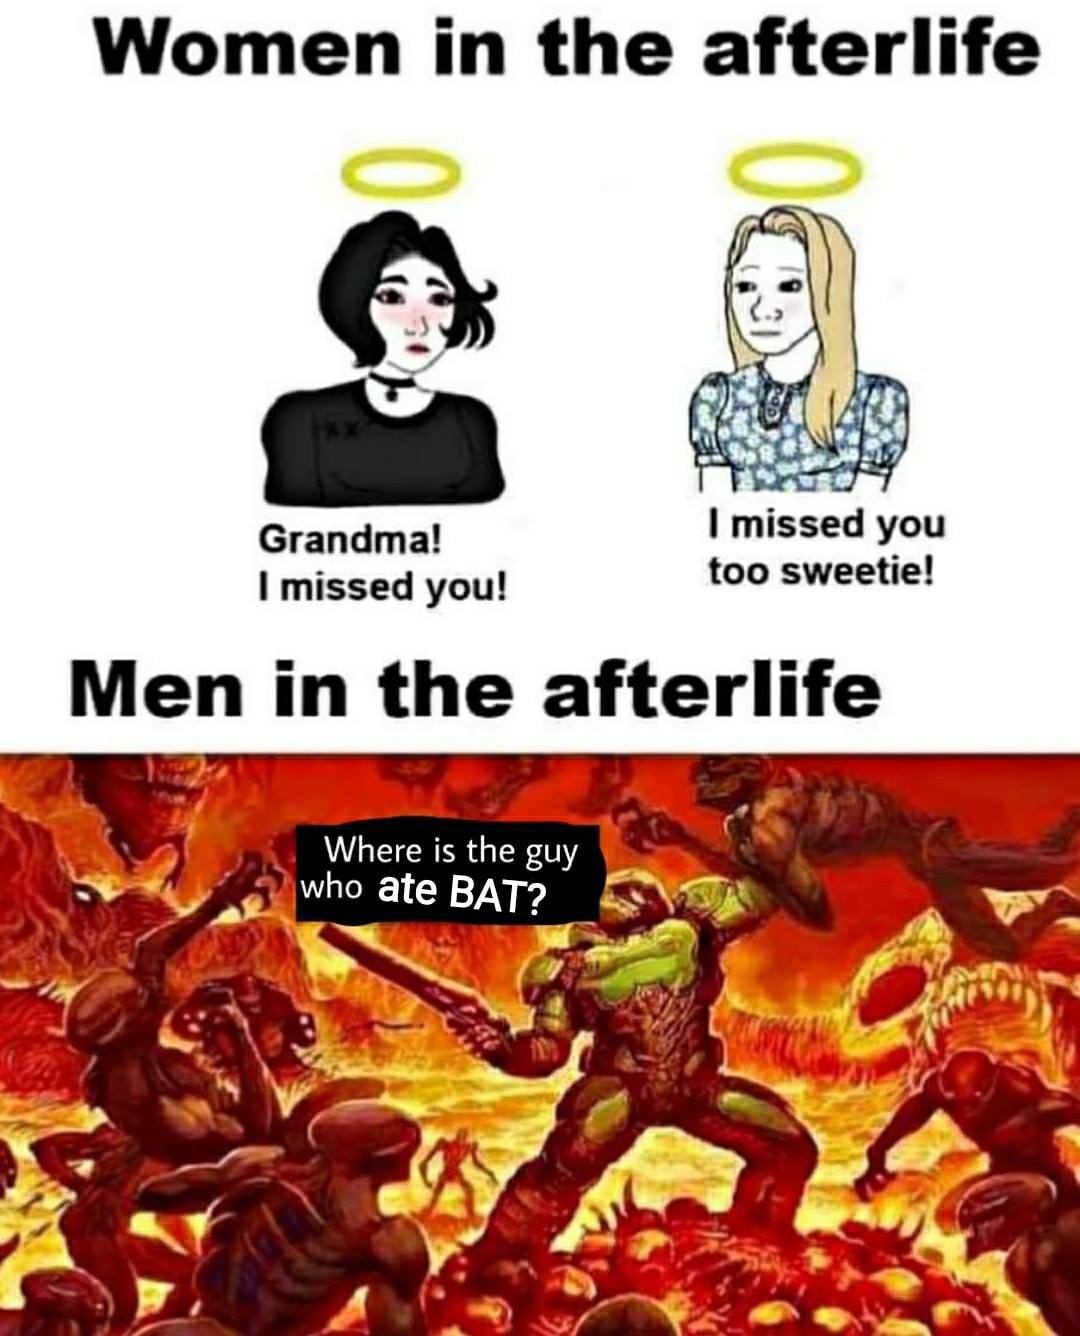 Women in the afterlife
Grandma!
I missed you!
I missed you
too sweetie!
Men in the afterlife
Where is the guy
who ate BAT?